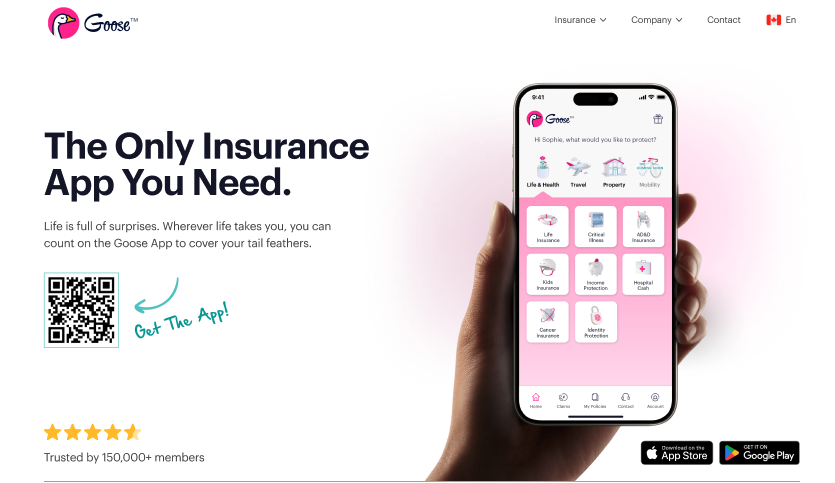 Goose™
Insurance
Company
Contact
En
The Only Insurance
App You Need.
Life is full of surprises. Wherever life takes you, you can
count on the Goose App to cover your tail feathers.
Get The App!
Trusted by 150,000+ members
9:41
Goose™
Hi Sophie, what would you like to protect?
Life & Health
Travel
Property
Mobility
Life
Insurance
Critical
Illness
AD&D
Insurance
Kids
Insurance
Income
Protection
Hospital
Cash
Cancer
Insurance
Identity
Protection
Home
Claims
My Policies
Contact
Account
Download on the
App Store
GET IT ON
Google Play